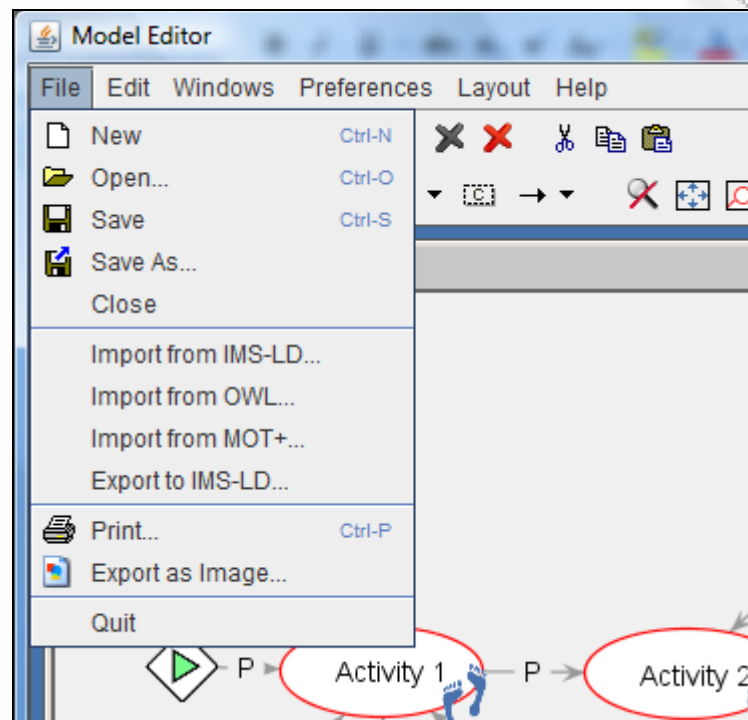 Model Editor
File Edit Windows Preferences Layout Help
New Ctrl-N
Open... Ctrl-O
Save Ctrl-S
Save As...
Close
Import from IMS-LD...
Import from OWL...
Import from MOT+...
Export to IMS-LD...
Print... Ctrl-P
Export as Image...
Quit
C
P Activity 1 P Activity 2